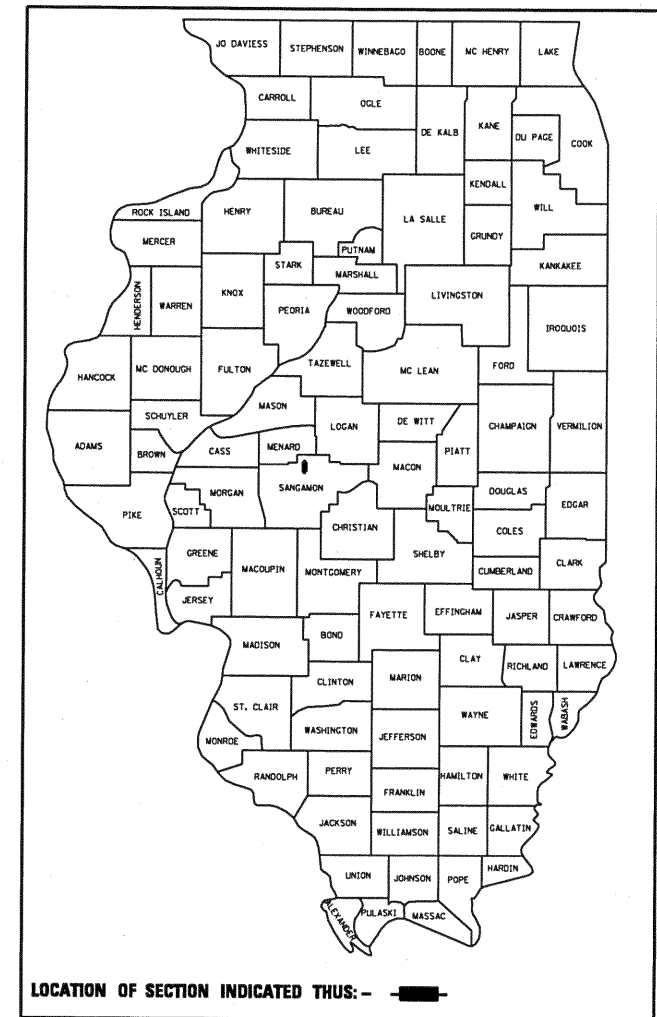 JO DAVIESS
STEPHENSON
WINNEBAGO
BOONE
MC HENRY
LAKE
CARROLL
OGLE
DE KALB
KANE
DU PAGE
COOK
WHITESIDE
LEE
KENDALL
WILL
ROCK ISLAND
HENRY
BUREAU
LA SALLE
GRUNDY
MERCER
PUTNAM
KANKAKEE
STARK
MARSHALL
HENDERSON
WARREN
KNOX
PEORIA
WOODFORD
LIVINGSTON
IROQUOIS
HANCOCK
MC DONOUGH
FULTON
TAZEWELL
MC LEAN
FORD
SCHUYLER
MASON
LOGAN
DE WITT
CHAMPAIGN
VERMILION
ADAMS
BROWN
CASS
MENARD
PIATT
MACON
SANGAMON
MORGAN
PIKE
SCOTT
CHRISTIAN
MOULTRIE
DOUGLAS
EDGAR
COLES
CALHOUN
GREENE
MACOUPIN
MONTGOMERY
SHELBY
CUMBERLAND
CLARK
JERSEY
FAYETTE
EFFINGHAM
JASPER
CRAWFORD
MADISON
BOND
CLAY
RICHLAND
LAWRENCE
CLINTON
MARION
ST. CLAIR
WAYNE
EDWARDS
WABASH
WASHINGTON
JEFFERSON
MONROE
RANDOLPH
PERRY
HAMILTON
WHITE
FRANKLIN
JACKSON
WILLIAMSON
SALINE
GALLATIN
UNION
JOHNSON
POPE
HARDIN
ALEXANDER
PULASKI
MASSAC
LOCATION OF SECTION INDICATED THUS: -